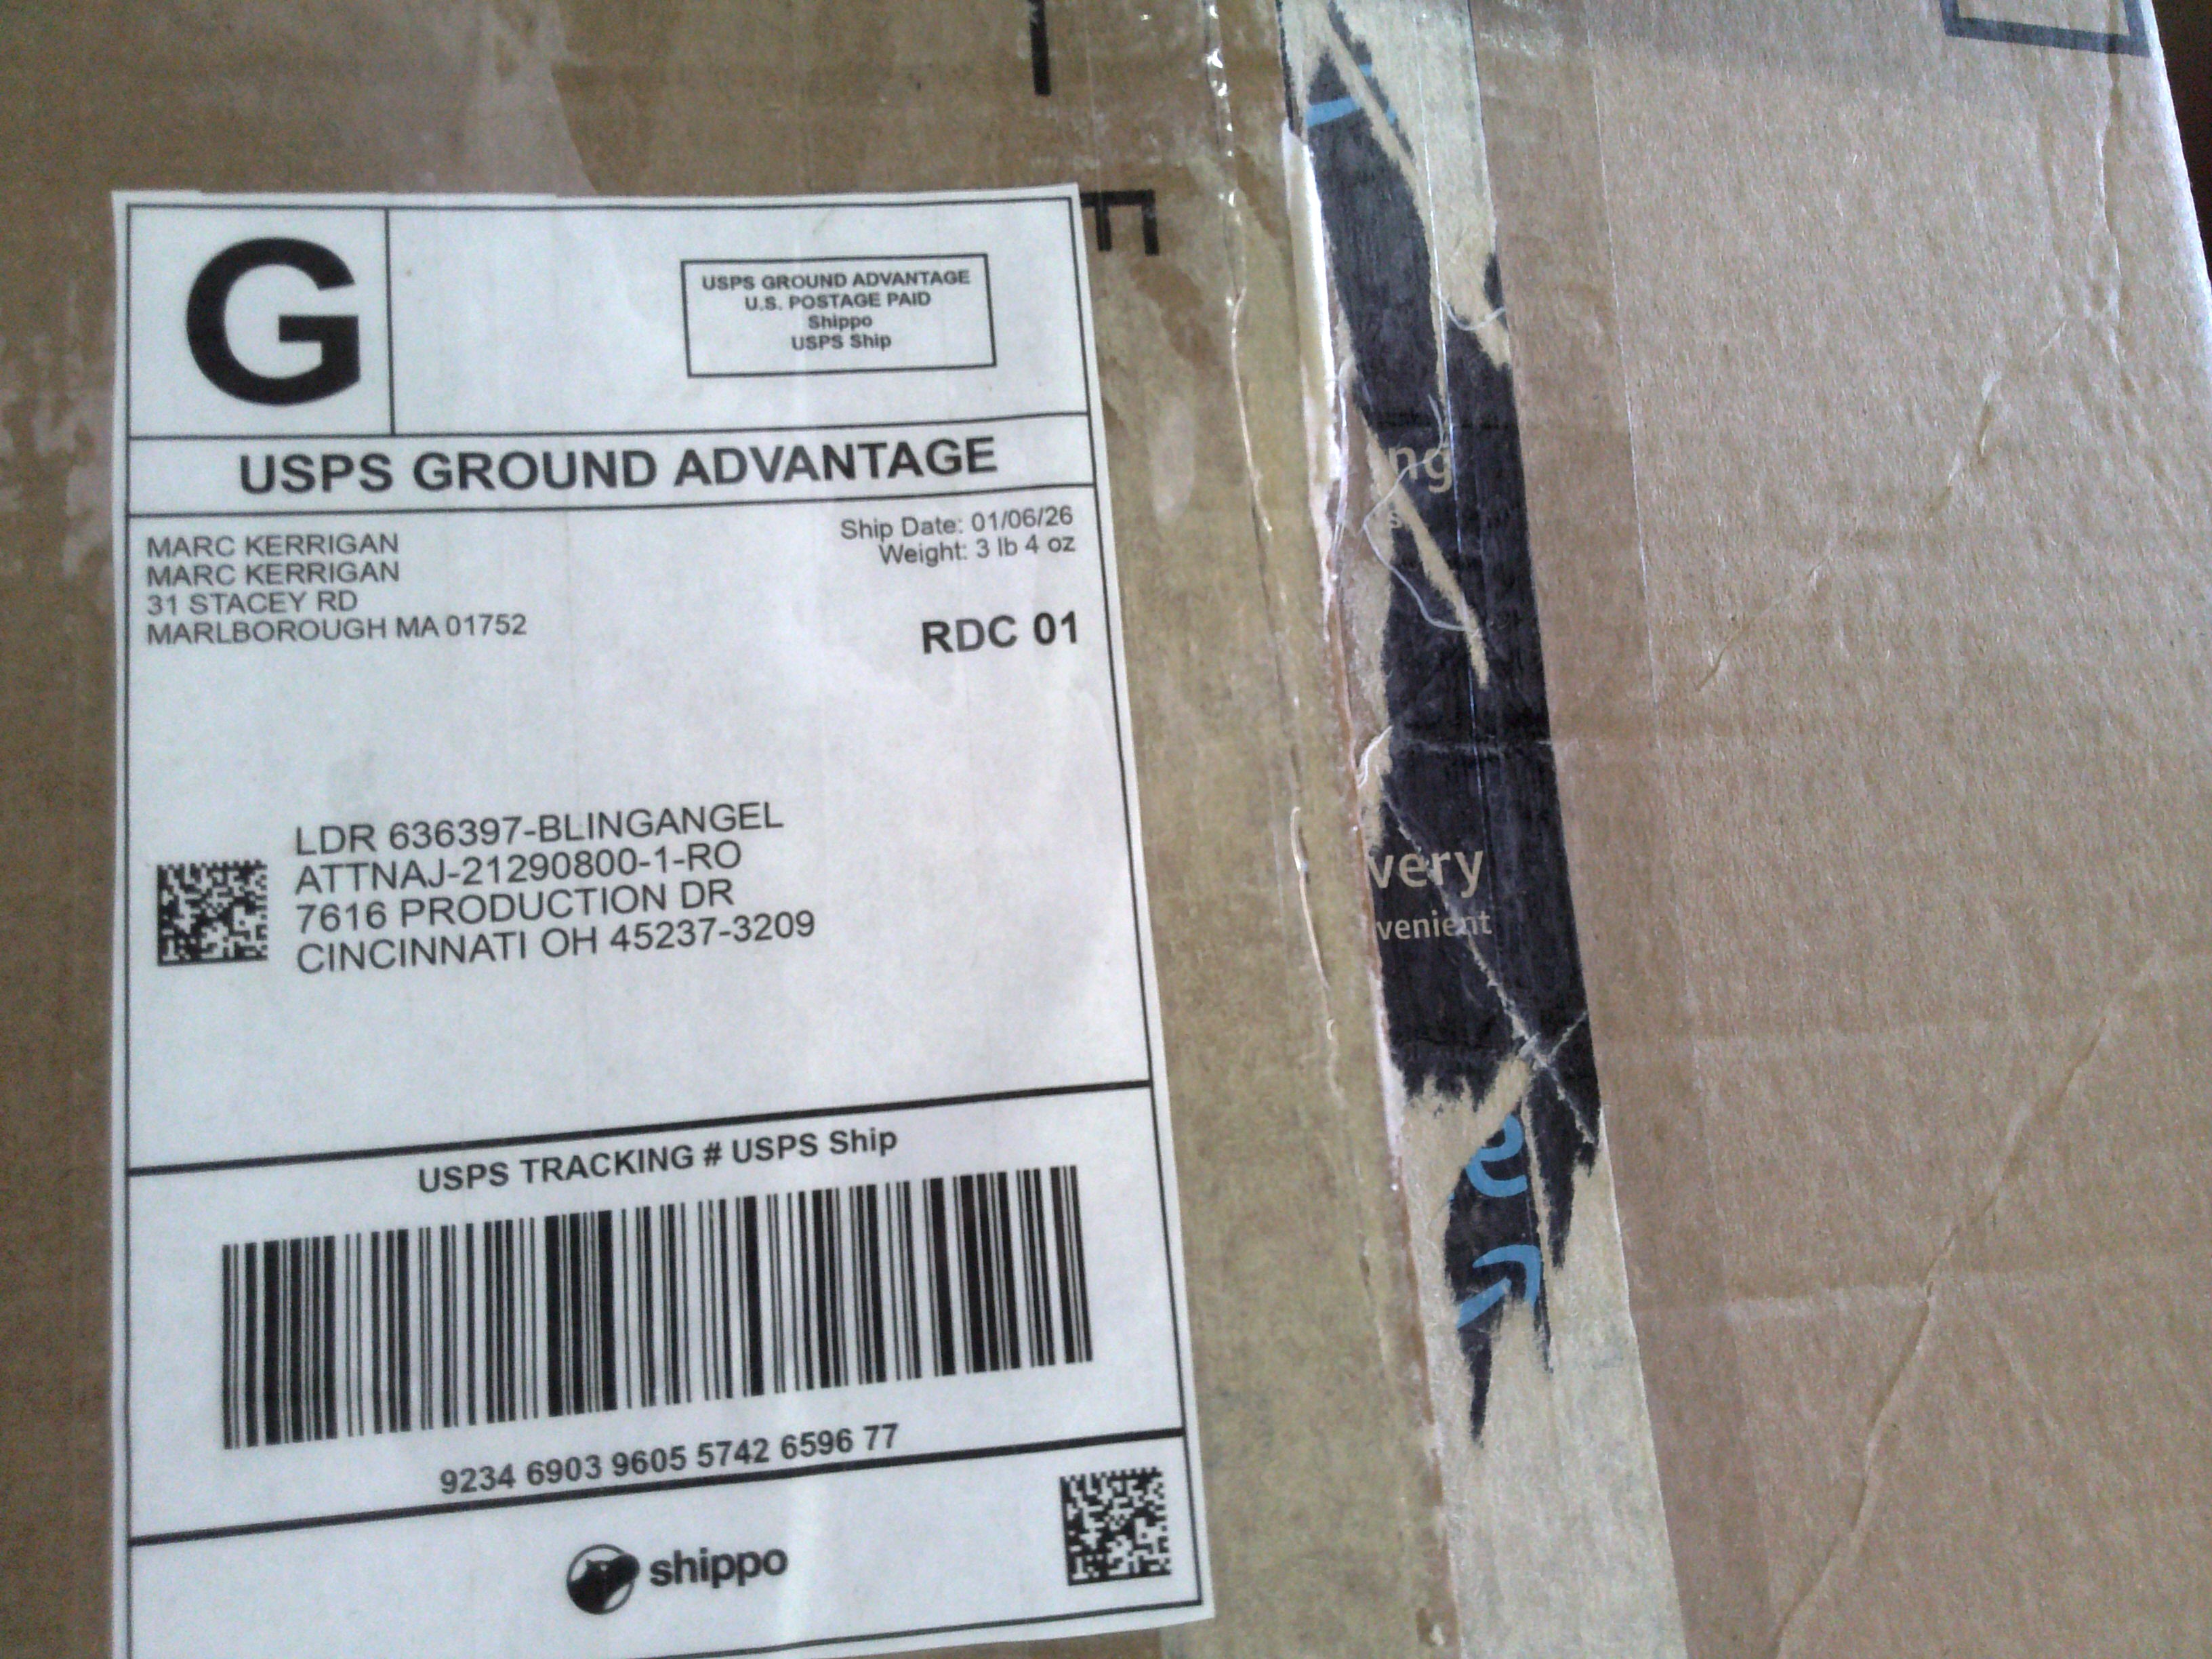 G
USPS GROUND ADVANTAGE
U.S. POSTAGE PAID
Shippo
USPS Ship
USPS GROUND ADVANTAGE
MARC KERRIGAN
MARC KERRIGAN
31 STACEY RD
MARLBOROUGH MA 01752
Ship Date: 01/06/26
Weight: 3 lb 4 oz
RDC 01
LDR 636397-BLINGANGEL
ATTNAJ-21290800-1-RO
7616 PRODUCTION DR
CINCINNATI OH 45237-3209
USPS TRACKING # USPS Ship
9234 6903 9605 5742 6596 77
shippo
ng
s
very
venient
e